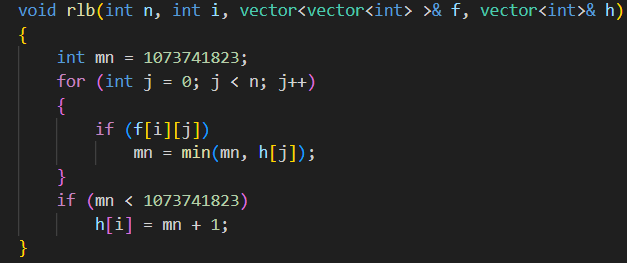 void rlb(int n, int i, vector<vector<int> >& f, vector<int>& h)
{
    int mn = 1073741823;
    for (int j = 0; j < n; j++)
    {
        if (f[i][j])
            mn = min(mn, h[j]);
    }
    if (mn < 1073741823)
        h[i] = mn + 1;
}